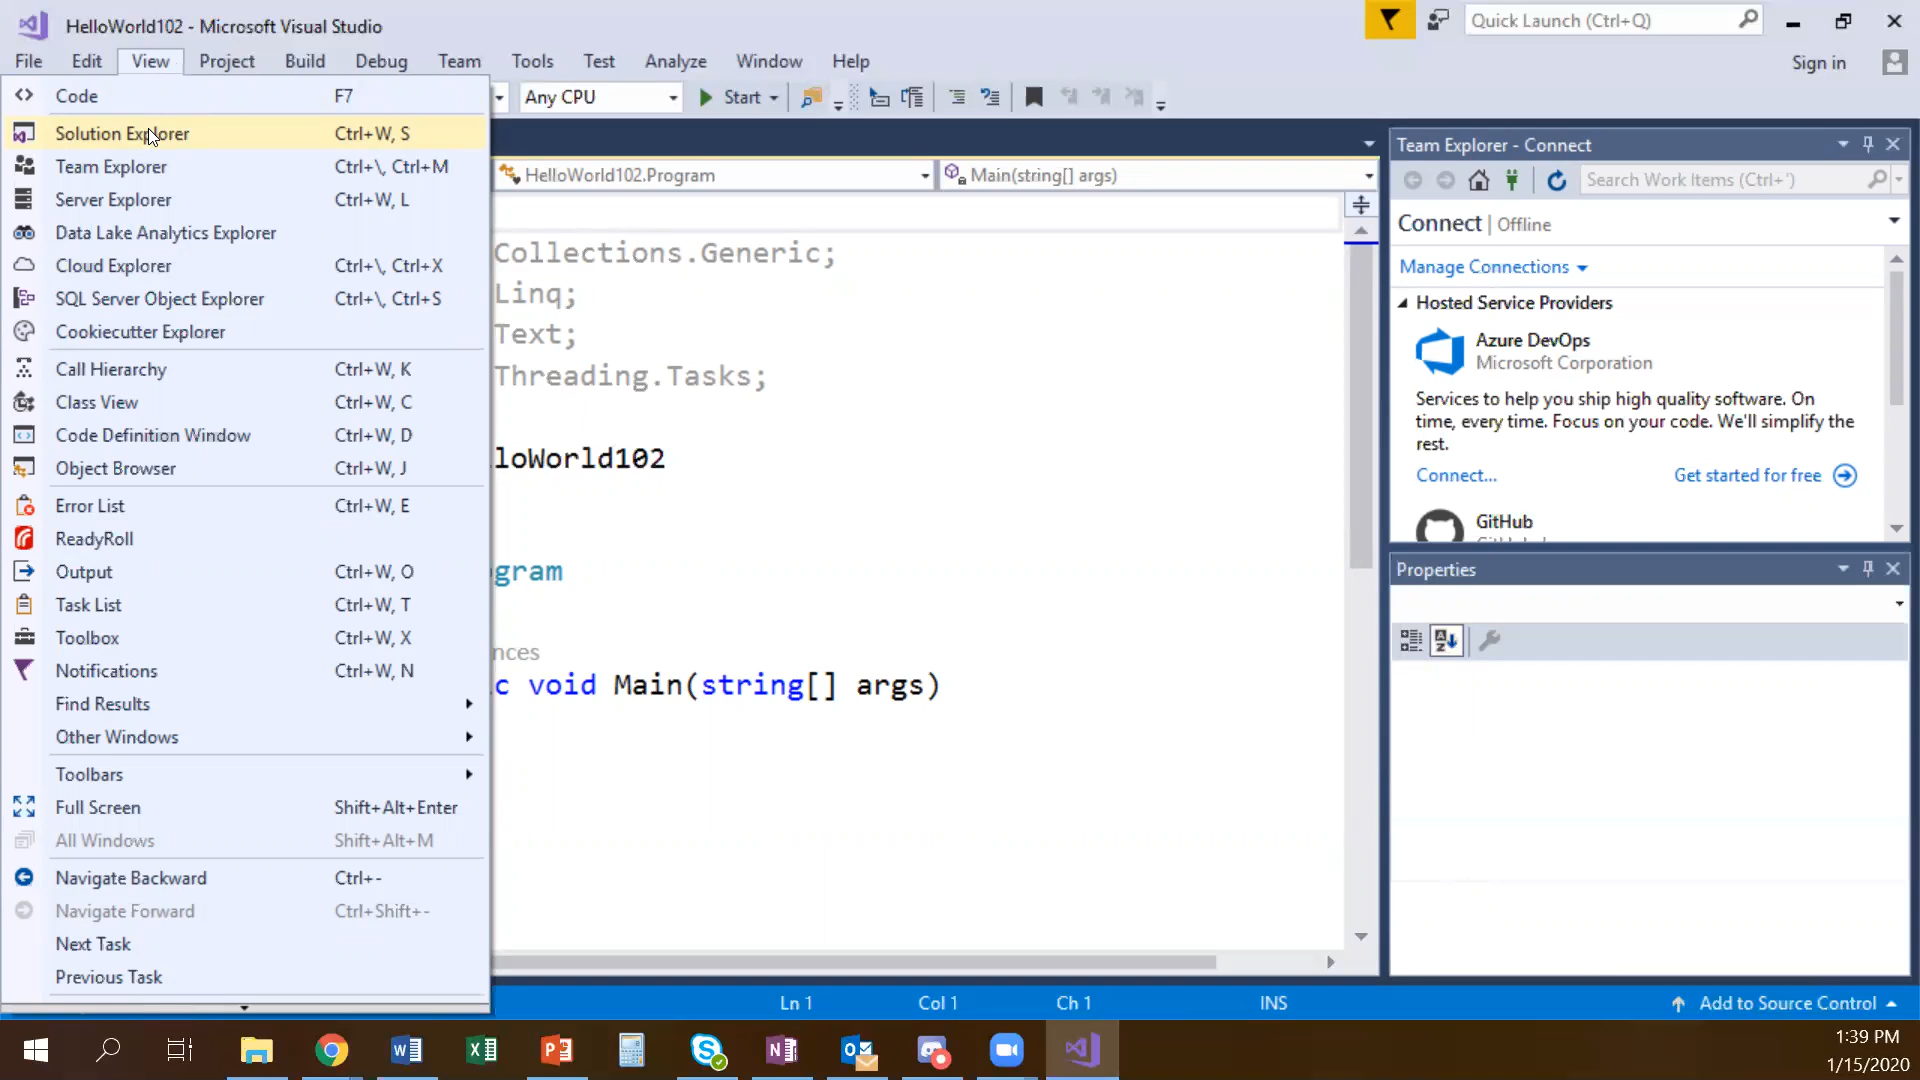 HelloWorld102 - Microsoft Visual Studio
Quick Launch (Ctrl+Q)
File Edit View Project Build Debug Team Tools Test Analyze Window Help
Sign in
Any CPU
Start
Code F7
Solution Explorer Ctrl+W, S
Team Explorer Ctrl+\, Ctrl+M
Server Explorer Ctrl+W, L
Data Lake Analytics Explorer
Cloud Explorer Ctrl+\, Ctrl+X
SQL Server Object Explorer Ctrl+\, Ctrl+S
Cookiecutter Explorer
Call Hierarchy Ctrl+W, K
Class View Ctrl+W, C
Code Definition Window Ctrl+W, D
Object Browser Ctrl+W, J
Error List Ctrl+W, E
ReadyRoll
Output Ctrl+W, O
Task List Ctrl+W, T
Toolbox Ctrl+W, X
Notifications Ctrl+W, N
Find Results
Other Windows
Toolbars
Full Screen Shift+Alt+Enter
All Windows Shift+Alt+M
Navigate Backward Ctrl+-
Navigate Forward Ctrl+Shift+-
Next Task
Previous Task
HelloWorld102.Program
Main(string[] args)
Collections.Generic;
Linq;
Text;
Threading.Tasks;
loWorld102
gram
nces
c void Main(string[] args)
Team Explorer - Connect
Search Work Items (Ctrl+')
Connect | Offline
Manage Connections
Hosted Service Providers
Azure DevOps
Microsoft Corporation
Services to help you ship high quality software. On
time, every time. Focus on your code. We'll simplify the
rest.
Connect...
Get started for free
GitHub
Properties
Ln 1 Col 1 Ch 1 INS
Add to Source Control
1:39 PM
1/15/2020